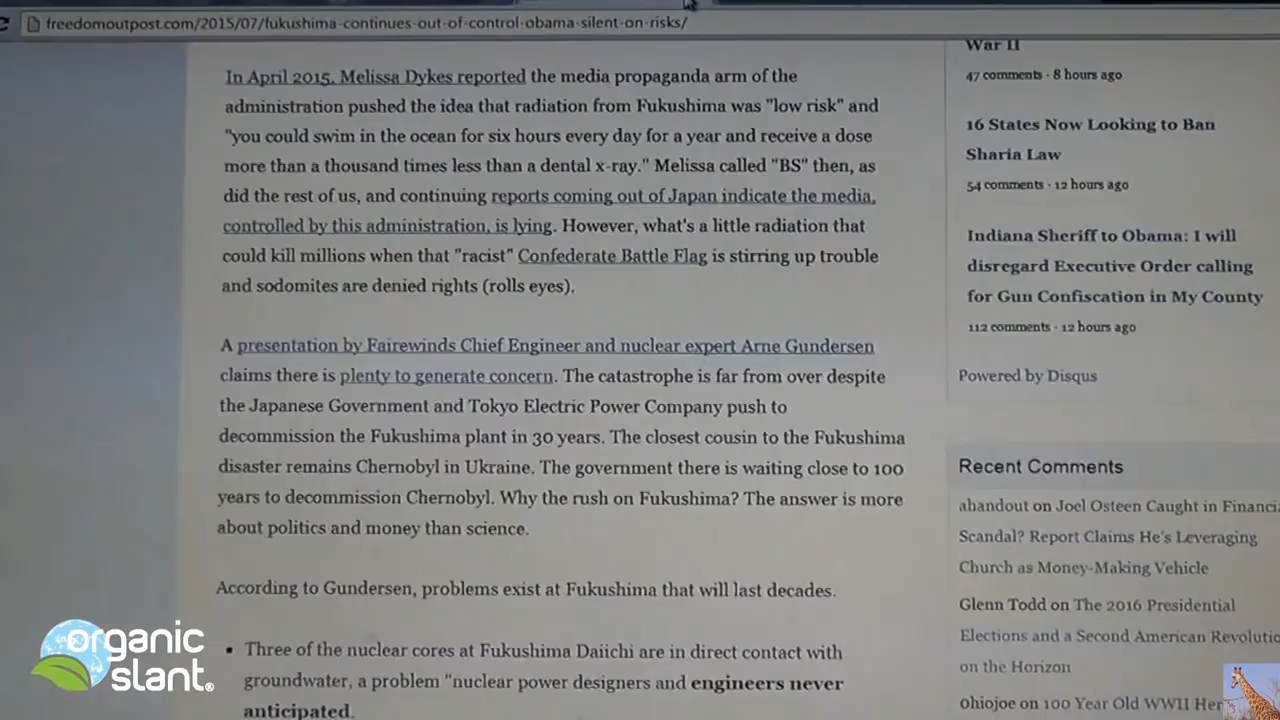 freedomoutpost.com/2015/07/fukushima-continues-out-of-control-obama-silent-on-risks/
In April 2015, Melissa Dykes reported the media propaganda arm of the
administration pushed the idea that radiation from Fukushima was "low risk" and
"you could swim in the ocean for six hours every day for a year and receive a dose
more than a thousand times less than a dental x-ray." Melissa called "BS" then, as
did the rest of us, and continuing reports coming out of Japan indicate the media,
controlled by this administration, is lying. However, what's a little radiation that
could kill millions when that "racist" Confederate Battle Flag is stirring up trouble
and sodomites are denied rights (rolls eyes).
A presentation by Fairewinds Chief Engineer and nuclear expert Arne Gundersen
claims there is plenty to generate concern. The catastrophe is far from over despite
the Japanese Government and Tokyo Electric Power Company push to
decommission the Fukushima plant in 30 years. The closest cousin to the Fukushima
disaster remains Chernobyl in Ukraine. The government there is waiting close to 100
years to decommission Chernobyl. Why the rush on Fukushima? The answer is more
about politics and money than science.
According to Gundersen, problems exist at Fukushima that will last decades.
Three of the nuclear cores at Fukushima Daiichi are in direct contact with
groundwater, a problem "nuclear power designers and engineers never
anticipated.
War II
47 comments · 8 hours ago
16 States Now Looking to Ban
Sharia Law
54 comments · 12 hours ago
Indiana Sheriff to Obama: I will
disregard Executive Order calling
for Gun Confiscation in My County
112 comments · 12 hours ago
Powered by Disqus
Recent Comments
abandout on Joel Osteen Caught in Financi
Scandal? Report Claims He's Leveraging
Church as Money-Making Vehicle
Glenn Todd on The 2016 Presidential
Elections and a Second American Revolutio
on the Horizon
ohiojoe on 100 Year Old WWII Her
organic
slant®